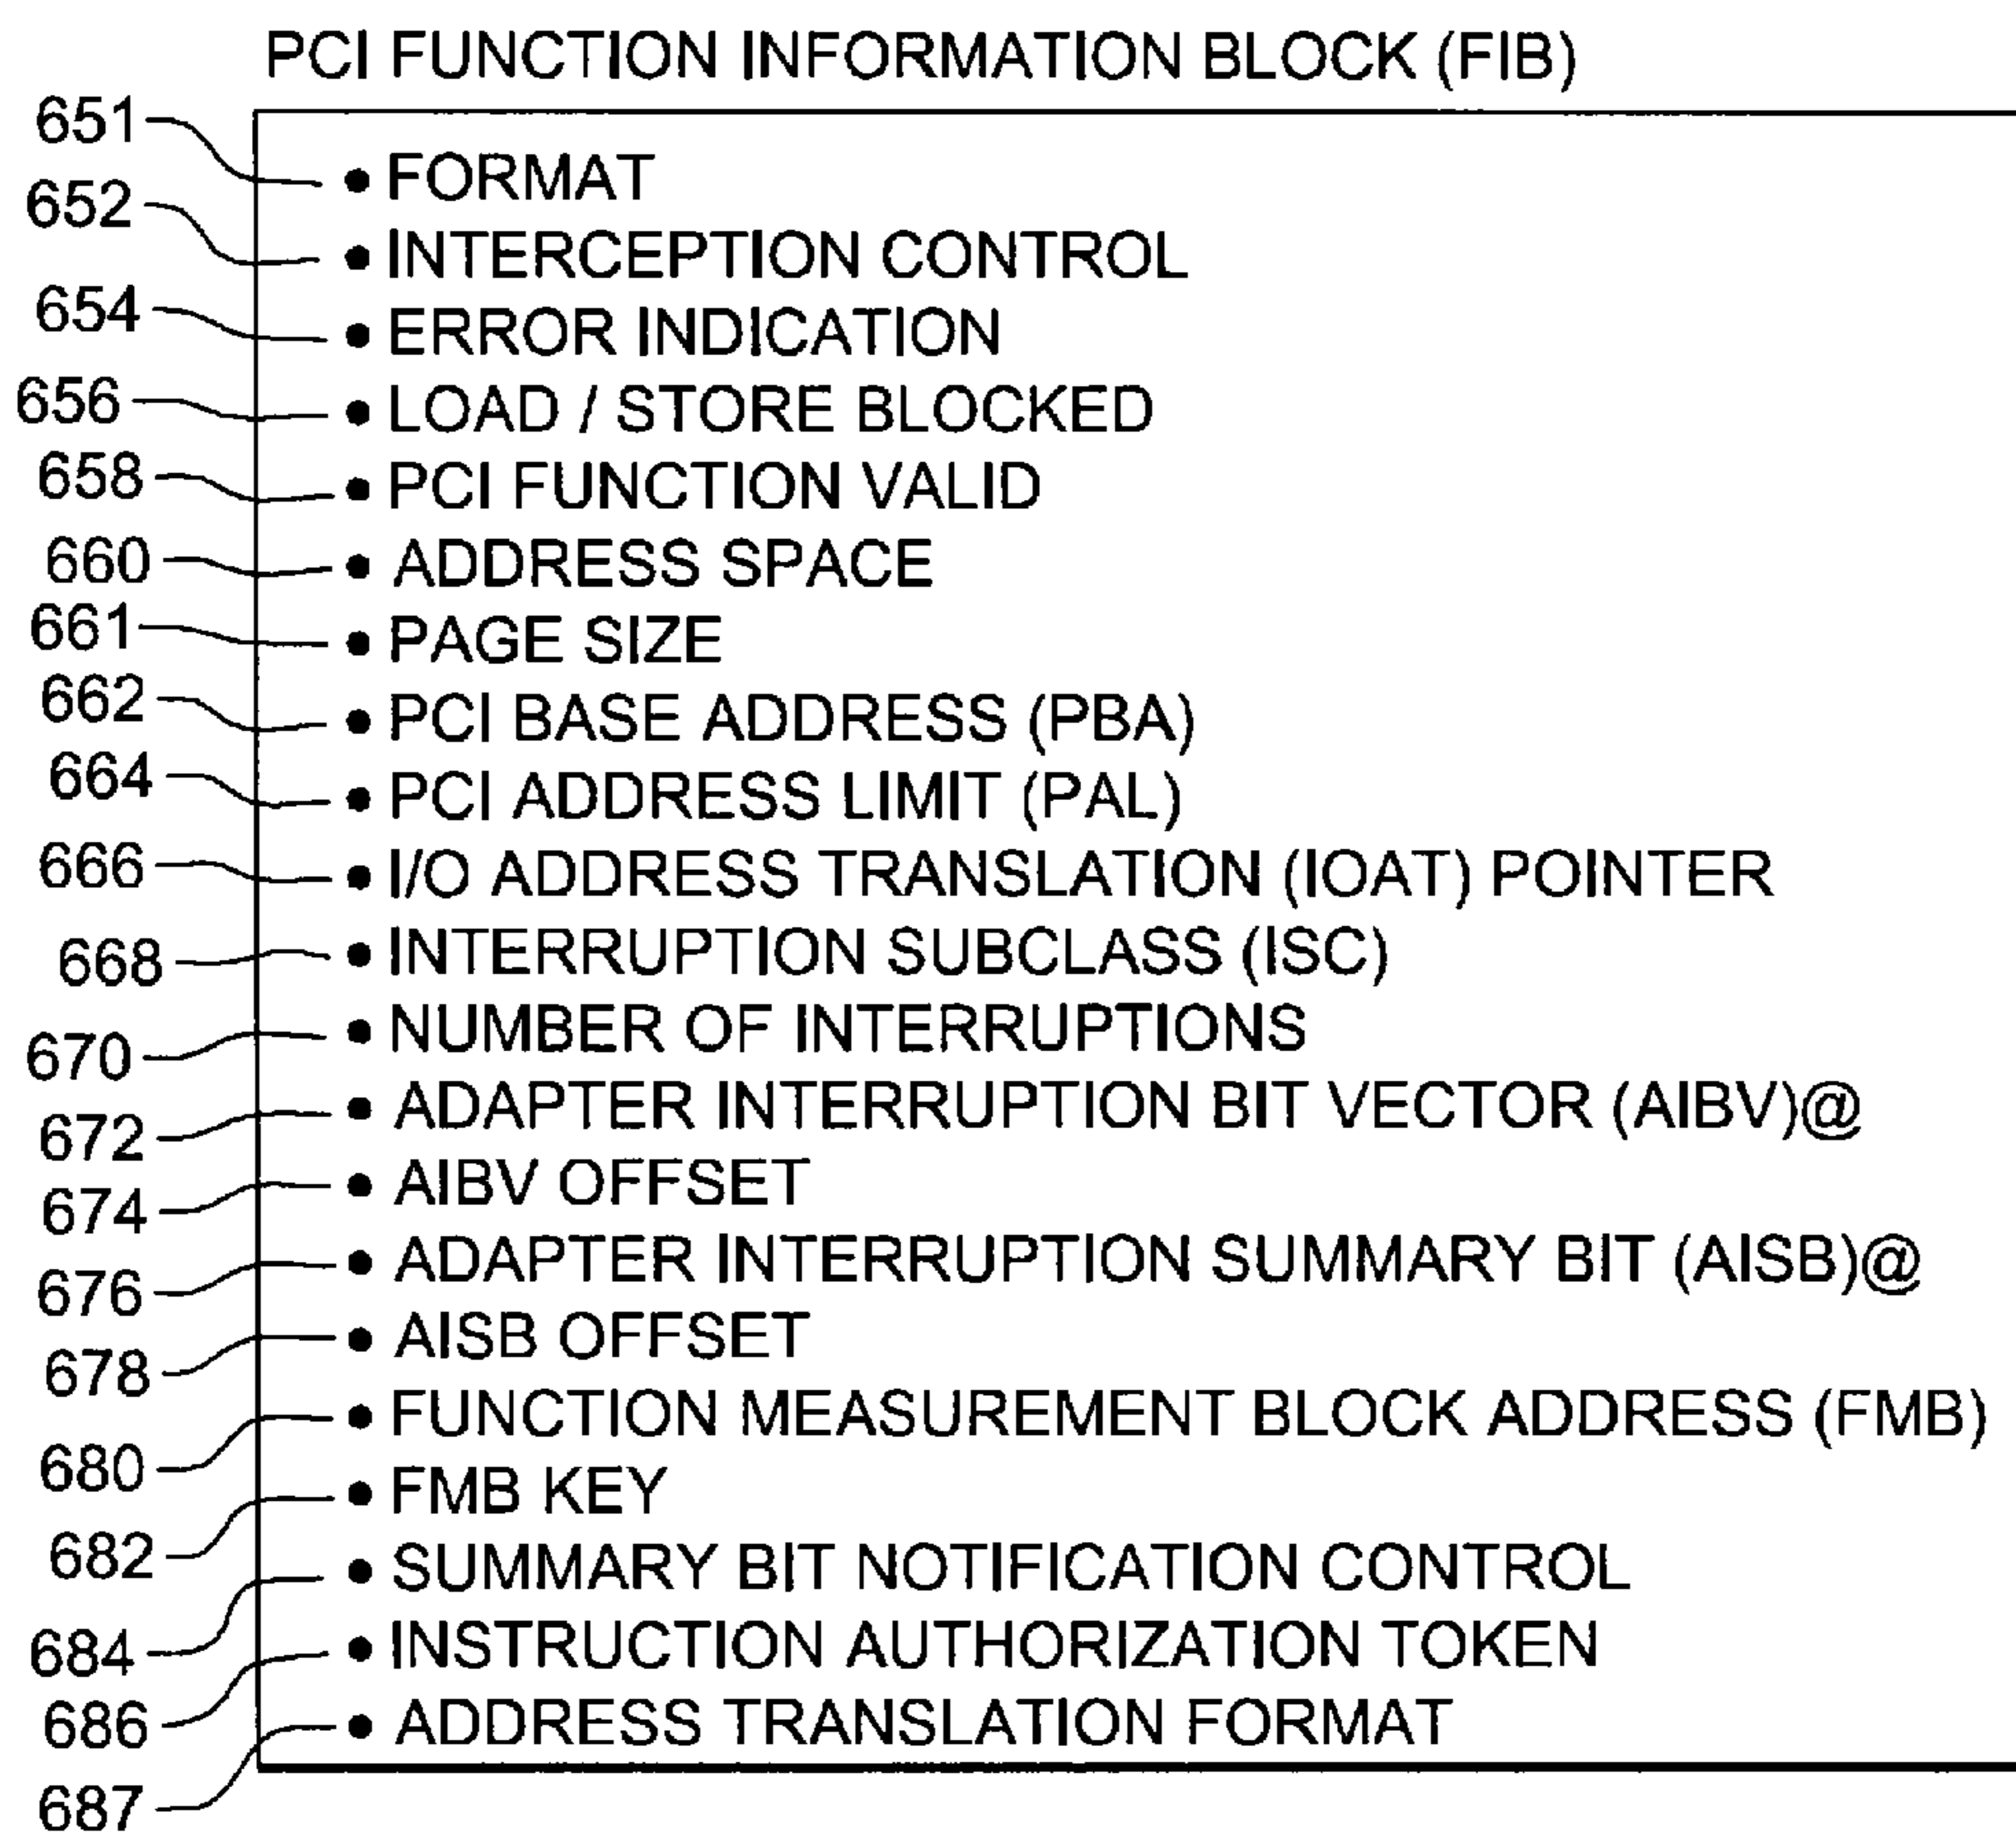 PCI FUNCTION INFORMATION BLOCK (FIB)
651 • FORMAT
652 • INTERCEPTION CONTROL
654 • ERROR INDICATION
656 • LOAD / STORE BLOCKED
658 • PCI FUNCTION VALID
660 • ADDRESS SPACE
661 • PAGE SIZE
662 • PCI BASE ADDRESS (PBA)
664 • PCI ADDRESS LIMIT (PAL)
666 • I/O ADDRESS TRANSLATION (IOAT) POINTER
668 • INTERRUPTION SUBCLASS (ISC)
670 • NUMBER OF INTERRUPTIONS
672 • ADAPTER INTERRUPTION BIT VECTOR (AIBV)@
674 • AIBV OFFSET
676 • ADAPTER INTERRUPTION SUMMARY BIT (AISB)@
678 • AISB OFFSET
680 • FUNCTION MEASUREMENT BLOCK ADDRESS (FMB)
682 • FMB KEY
684 • SUMMARY BIT NOTIFICATION CONTROL
686 • INSTRUCTION AUTHORIZATION TOKEN
687 • ADDRESS TRANSLATION FORMAT